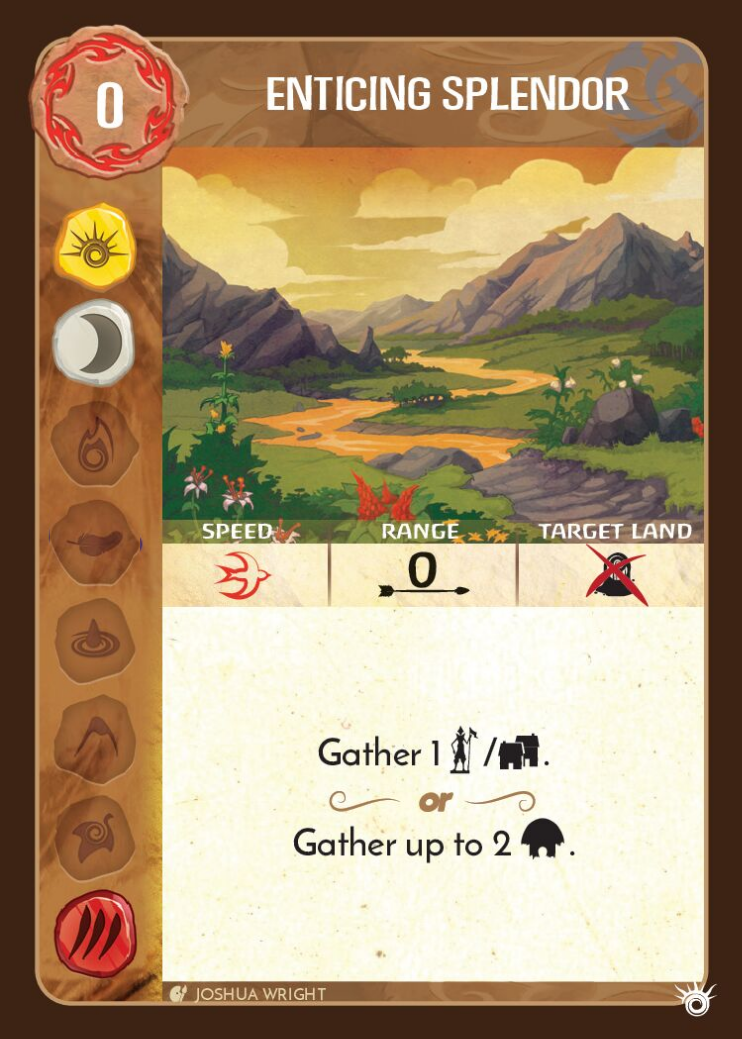 0
ENTICING SPLENDOR
SPEED RANGE TARGET LAND
0
Gather 1 / .
or
Gather up to 2 .
JOSHUA WRIGHT